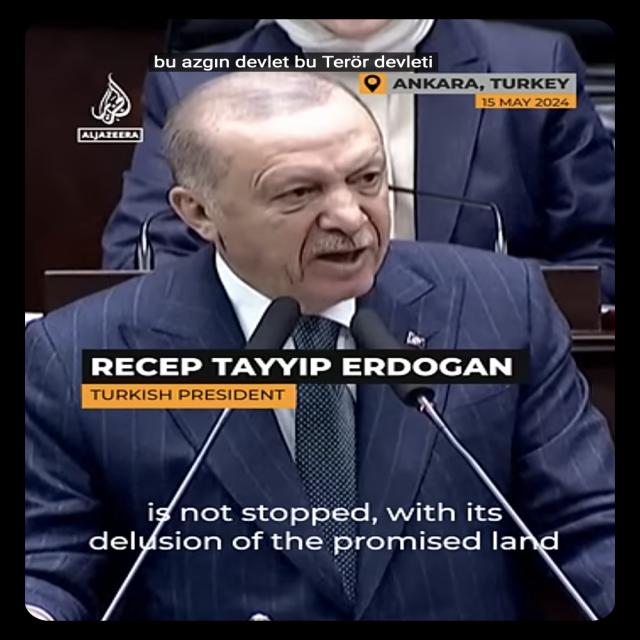 bu azgın devlet bu Terör devleti
ANKARA, TURKEY
15 MAY 2024
ALJAZEERA
RECEP TAYYIP ERDOGAN
TURKISH PRESIDENT
is not stopped, with its
delusion of the promised land